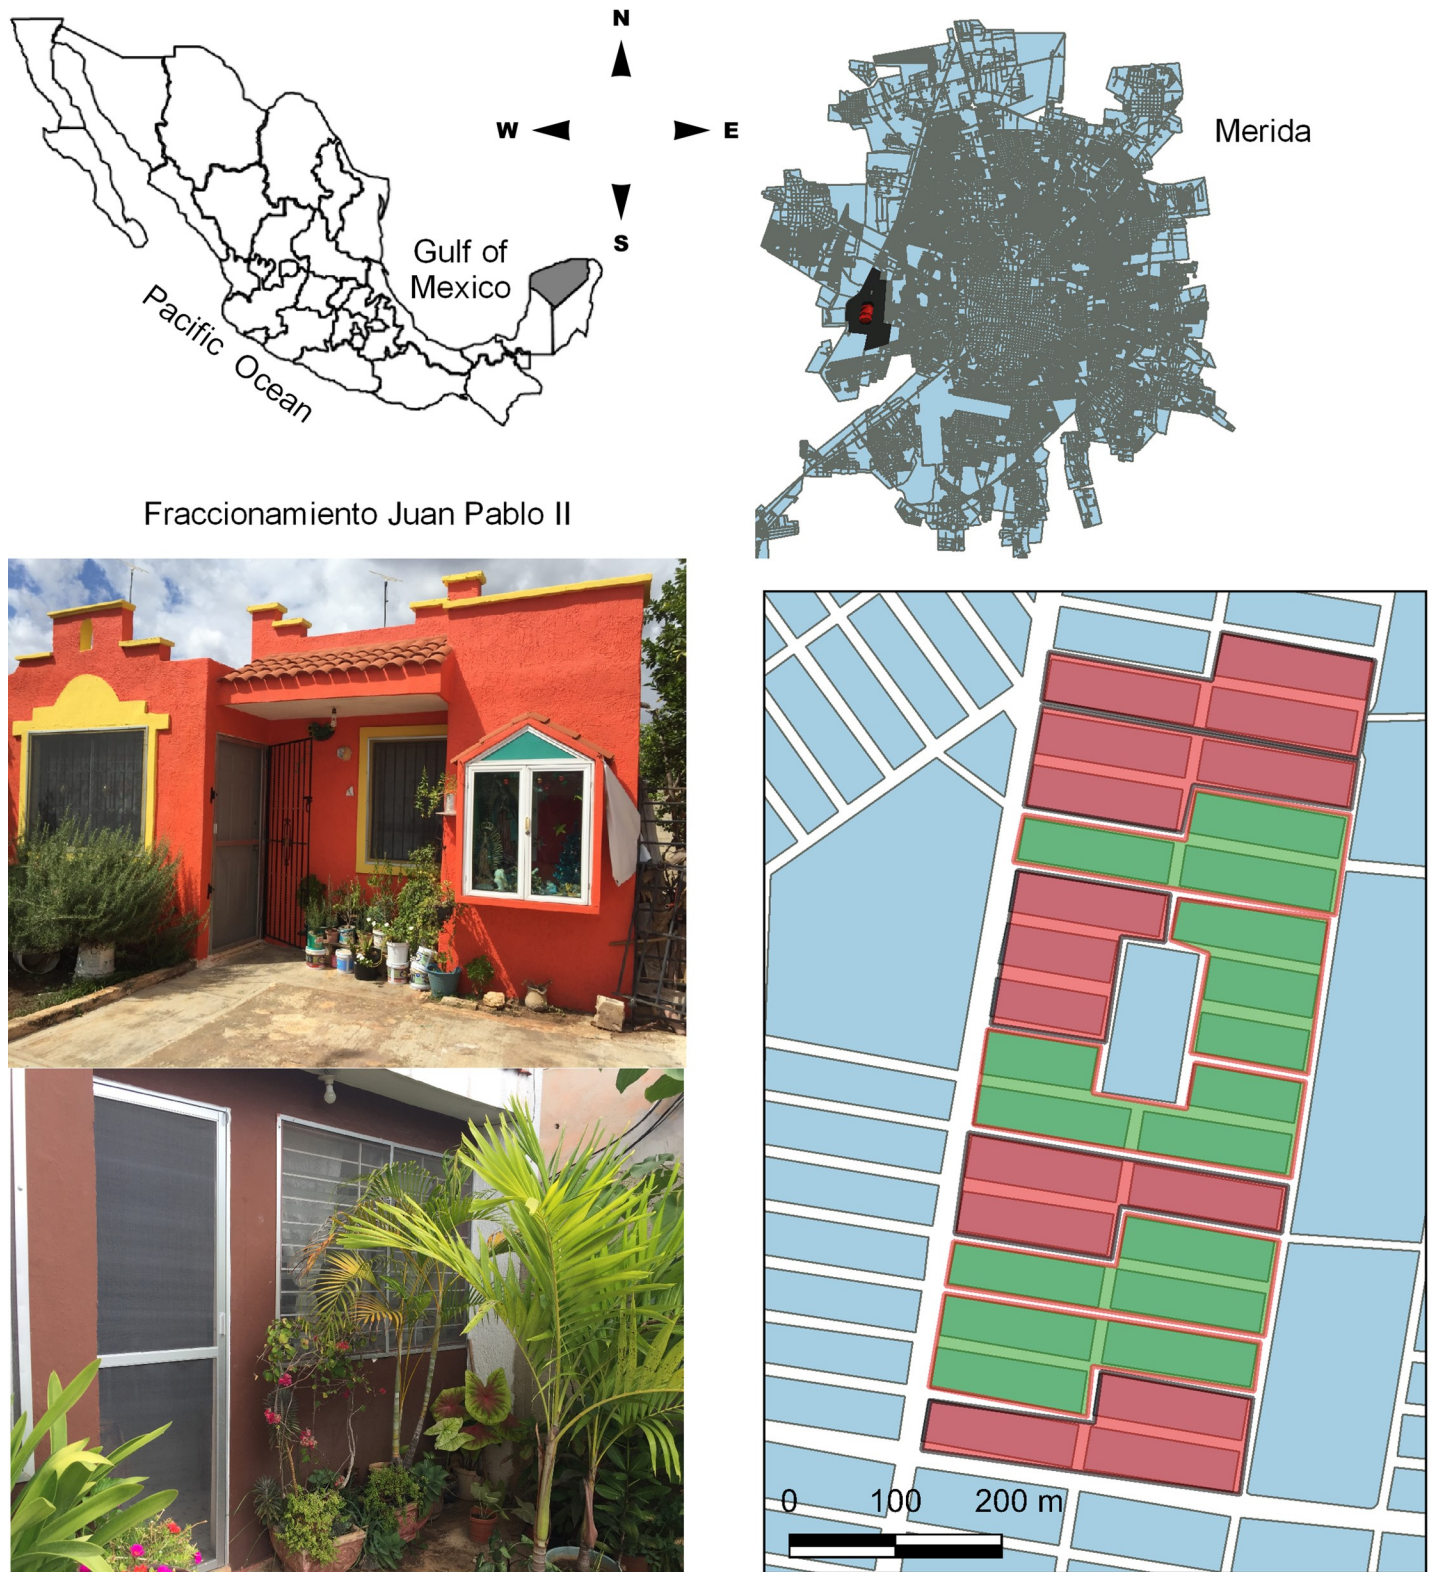 N
W
E
S
Merida
Gulf of
Mexico
Pacific Ocean
Fraccionamiento Juan Pablo II
0 100 200 m